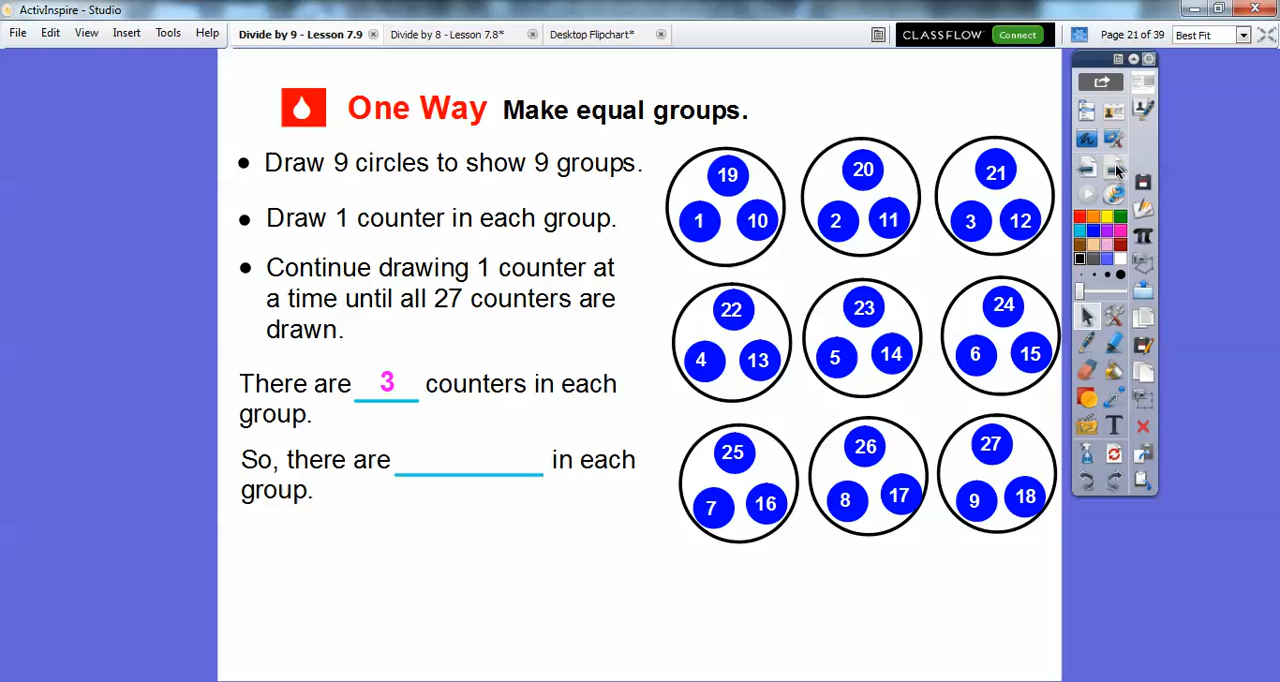 ActivInspire - Studio
File Edit View Insert Tools Help
Divide by 9 - Lesson 7.9
Divide by 8 - Lesson 7.8*
Desktop Flipchart*
CLASSFLOW Connect
Page 21 of 39
Best Fit
One Way Make equal groups.
• Draw 9 circles to show 9 groups.
• Draw 1 counter in each group.
• Continue drawing 1 counter at
a time until all 27 counters are
drawn.
There are 3 counters in each
group.
So, there are ____ in each
group.
19 20 21
1 10 2 11 3 12
22 23 24
4 13 5 14 6 15
25 26 27
7 16 8 17 9 18
T